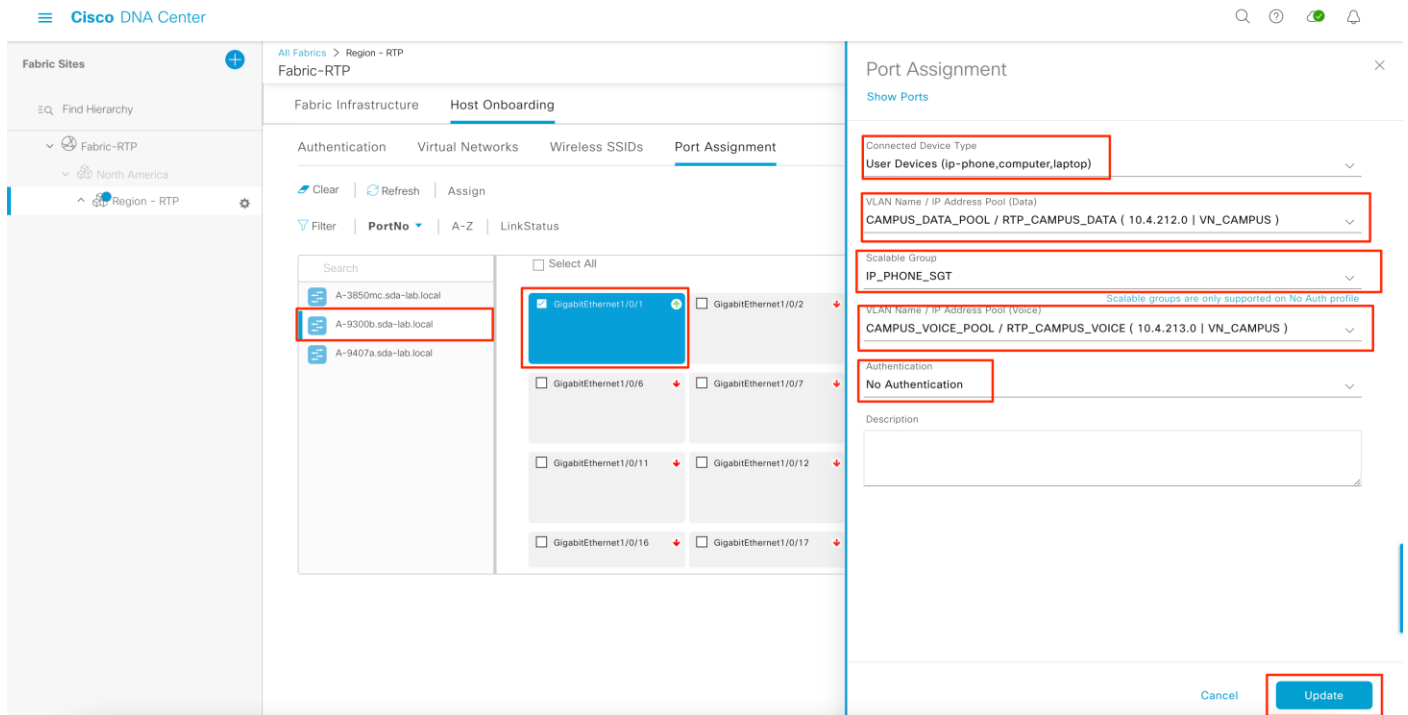 Cisco DNA Center
Fabric Sites
Find Hierarchy
Fabric-RTP
North America
Region - RTP
All Fabrics > Region - RTP
Fabric-RTP
Fabric Infrastructure Host Onboarding
Authentication Virtual Networks Wireless SSIDs Port Assignment
Clear Refresh Assign
Filter PortNo A-Z LinkStatus
Search
A-3850mc.sda-lab.local
A-9300b.sda-lab.local
A-9407a.sda-lab.local
Select All
GigabitEthernet1/0/1 GigabitEthernet1/0/2
GigabitEthernet1/0/6 GigabitEthernet1/0/7
GigabitEthernet1/0/11 GigabitEthernet1/0/12
GigabitEthernet1/0/16 GigabitEthernet1/0/17
Port Assignment
Show Ports
Connected Device Type
User Devices (ip-phone,computer,laptop)
VLAN Name / IP Address Pool (Data)
CAMPUS_DATA_POOL / RTP_CAMPUS_DATA ( 10.4.212.0 | VN_CAMPUS )
Scalable Group
IP_PHONE_SGT
Scalable groups are only supported on No Auth profile
VLAN Name / IP Address Pool (Voice)
CAMPUS_VOICE_POOL / RTP_CAMPUS_VOICE ( 10.4.213.0 | VN_CAMPUS )
Authentication
No Authentication
Description
Cancel Update